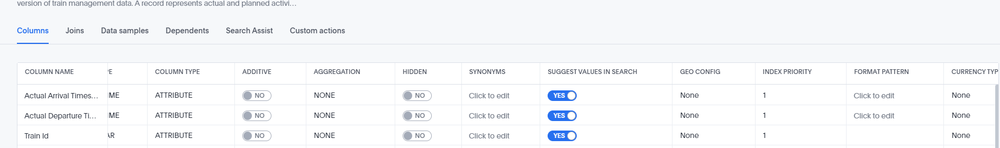 version of train management data. A record represents actual and planned activi...
Columns Joins Data samples Dependents Search Assist Custom actions
COLUMN NAME PE COLUMN TYPE ADDITIVE AGGREGATION HIDDEN SYNONYMS SUGGEST VALUES IN SEARCH GEO CONFIG INDEX PRIORITY FORMAT PATTERN CURRENCY TYP
Actual Arrival Times... IME ATTRIBUTE NO NONE NO Click to edit YES None 1 Click to edit None
Actual Departure Ti... IME ATTRIBUTE NO NONE NO Click to edit YES None 1 Click to edit None
Train Id AR ATTRIBUTE NO NONE NO Click to edit YES None 1 None